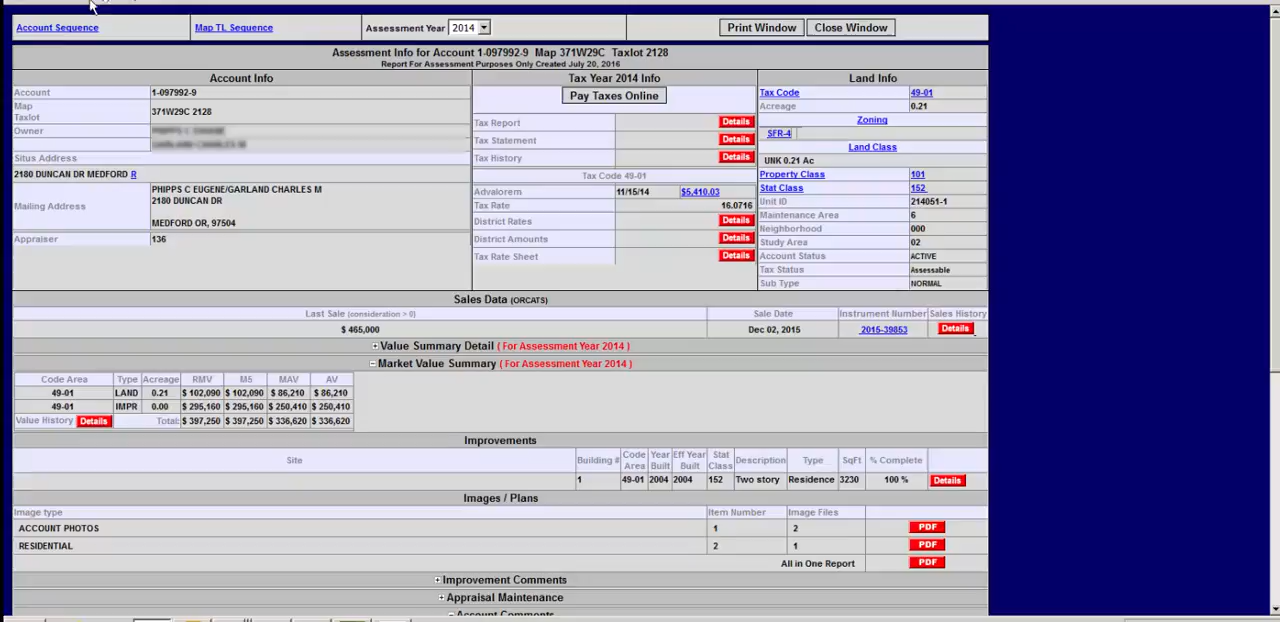 Account Sequence Map TL Sequence Assessment Year 2014 Print Window Close Window
Assessment Info for Account 1-097992-9 Map 371W29C Taxlot 2128
Report For Assessment Purposes Only Created July 20, 2016
Account Info
Account 1-097992-9
Map Taxlot 371W29C 2128
Owner
Situs Address
2180 DUNCAN DR MEDFORD R
Mailing Address
PHIPPS C EUGENE/GARLAND CHARLES M
2180 DUNCAN DR
MEDFORD OR, 97504
Appraiser 136
Tax Year 2014 Info
Pay Taxes Online
Tax Report Details
Tax Statement Details
Tax History Details
Tax Code 49-01
Advalorem 11/15/14 $5,410.03
Tax Rate 16.0716
District Rates Details
District Amounts Details
Tax Rate Sheet Details
Land Info
Tax Code 49-01
Acreage 0.21
Zoning
SFR-4
Land Class
UNK 0.21 Ac
Property Class 101
Stat Class 152
Unit ID 214051-1
Maintenance Area 6
Neighborhood 000
Study Area 02
Account Status ACTIVE
Tax Status Assessable
Sub Type NORMAL
Sales Data (ORCATS)
Last Sale (consideration > 0) Sale Date Instrument Number Sales History
$ 465,000 Dec 02, 2015 2015-39853 Details
Value Summary Detail ( For Assessment Year 2014 )
Market Value Summary ( For Assessment Year 2014 )
Code Area Type Acreage RMV M5 MAV AV
49-01 LAND 0.21 $ 102,090 $ 102,090 $ 86,210 $ 86,210
49-01 IMPR 0.00 $ 295,160 $ 295,160 $ 250,410 $ 250,410
Value History Details Total: $ 397,250 $ 397,250 $ 336,620 $ 336,620
Improvements
Site Building # Code Area Year Built Eff Year Built Stat Class Description Type SqFt % Complete
1 49-01 2004 2004 152 Two story Residence 3230 100 % Details
Images / Plans
Image type Item Number Image Files
ACCOUNT PHOTOS 1 2 PDF
RESIDENTIAL 2 1 PDF
All in One Report PDF
Improvement Comments
Appraisal Maintenance
Account Comments